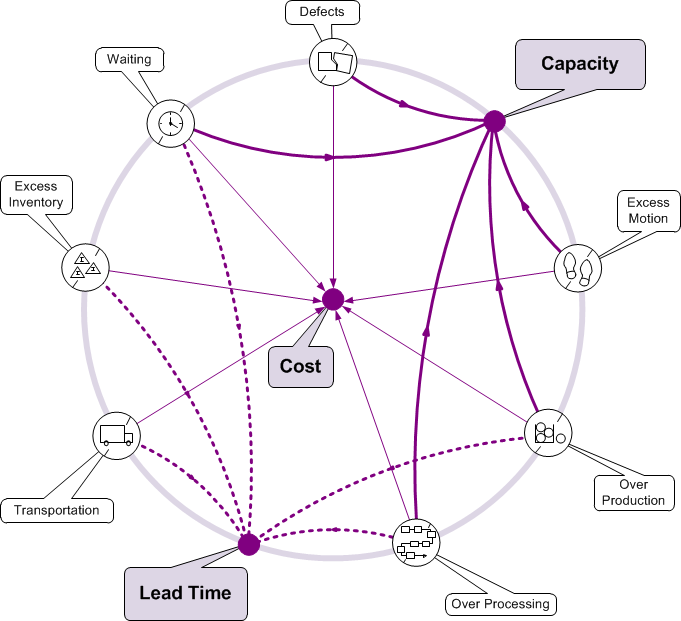 Defects
Waiting
Capacity
Excess
Inventory
Excess
Motion
Cost
Transportation
Over
Production
Lead Time
Over Processing
I
I
I